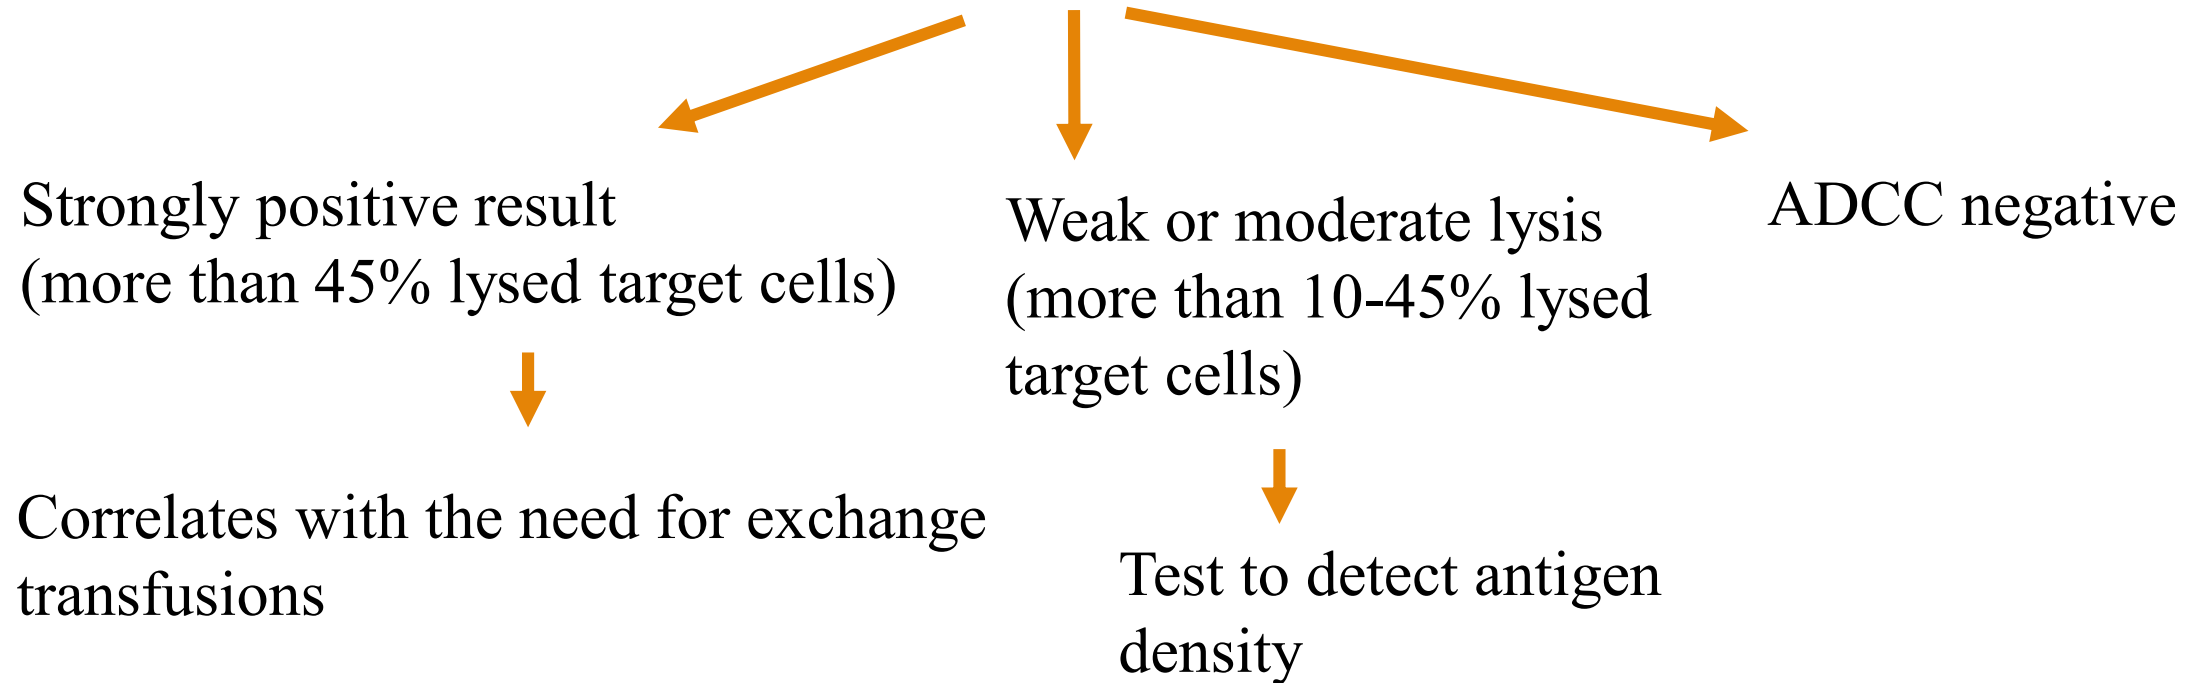 Strongly positive result
(more than 45% lysed target cells)
Weak or moderate lysis
(more than 10-45% lysed
target cells)
ADCC negative
Correlates with the need for exchange
transfusions
Test to detect antigen
density